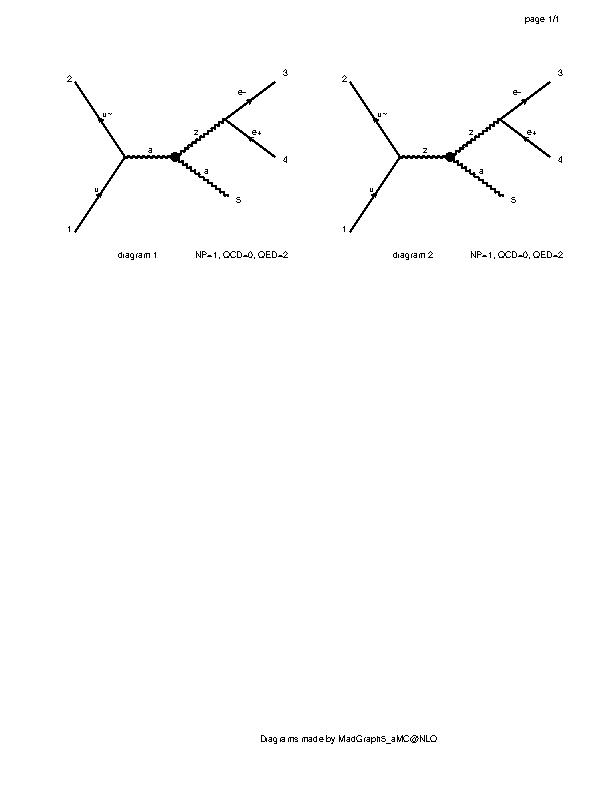 page 1/1
2 3 2 3
e- e-
u~ u~
z z
e+ e+
a z
4 4
a a
u u
5 5
1 1
diagram 1 NP=1, QCD=0, QED=2 diagram 2 NP=1, QCD=0, QED=2
Diagrams made by MadGraph5_aMC@NLO